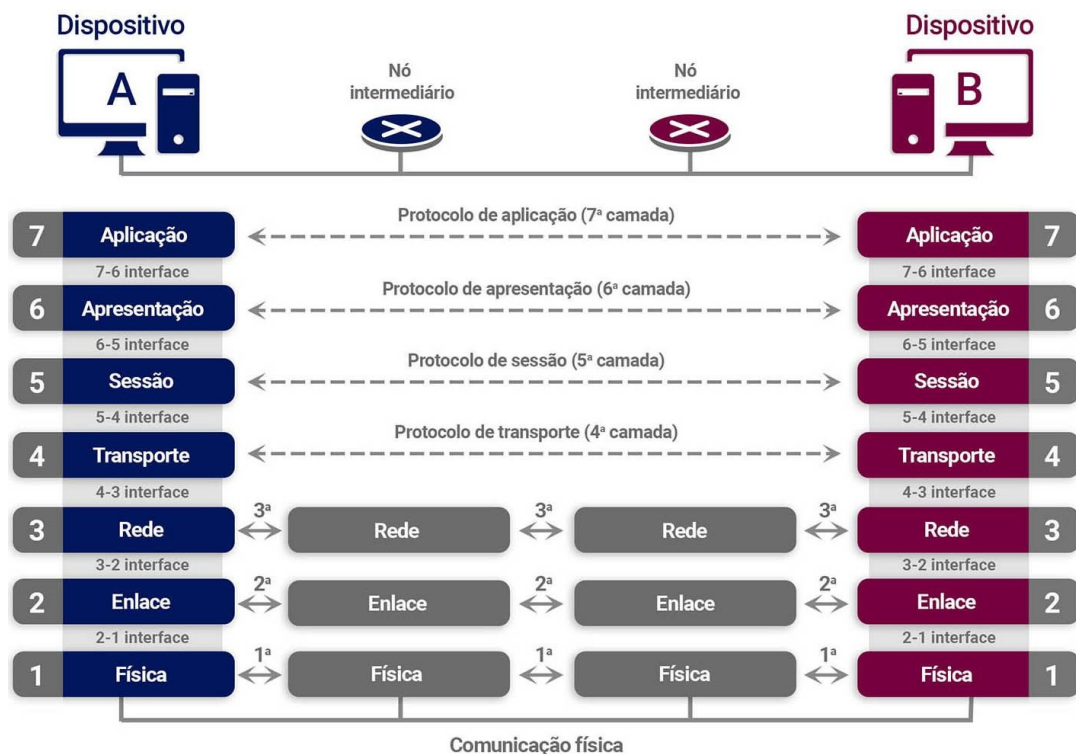 Dispositivo
Dispositivo
A
Nó
intermediário
Nó
intermediário
B
7 Aplicação
Protocolo de aplicação (7ª camada)
Aplicação 7
7-6 interface
7-6 interface
6 Apresentação
Protocolo de apresentação (6ª camada)
Apresentação 6
6-5 interface
6-5 interface
5 Sessão
Protocolo de sessão (5ª camada)
Sessão 5
5-4 interface
5-4 interface
4 Transporte
Protocolo de transporte (4ª camada)
Transporte 4
4-3 interface
4-3 interface
3 Rede 3ª Rede 3ª Rede 3ª Rede 3
3-2 interface
3-2 interface
2 Enlace 2ª Enlace 2ª Enlace 2ª Enlace 2
2-1 interface
2-1 interface
1 Física 1ª Física 1ª Física 1ª Física 1
Comunicação física